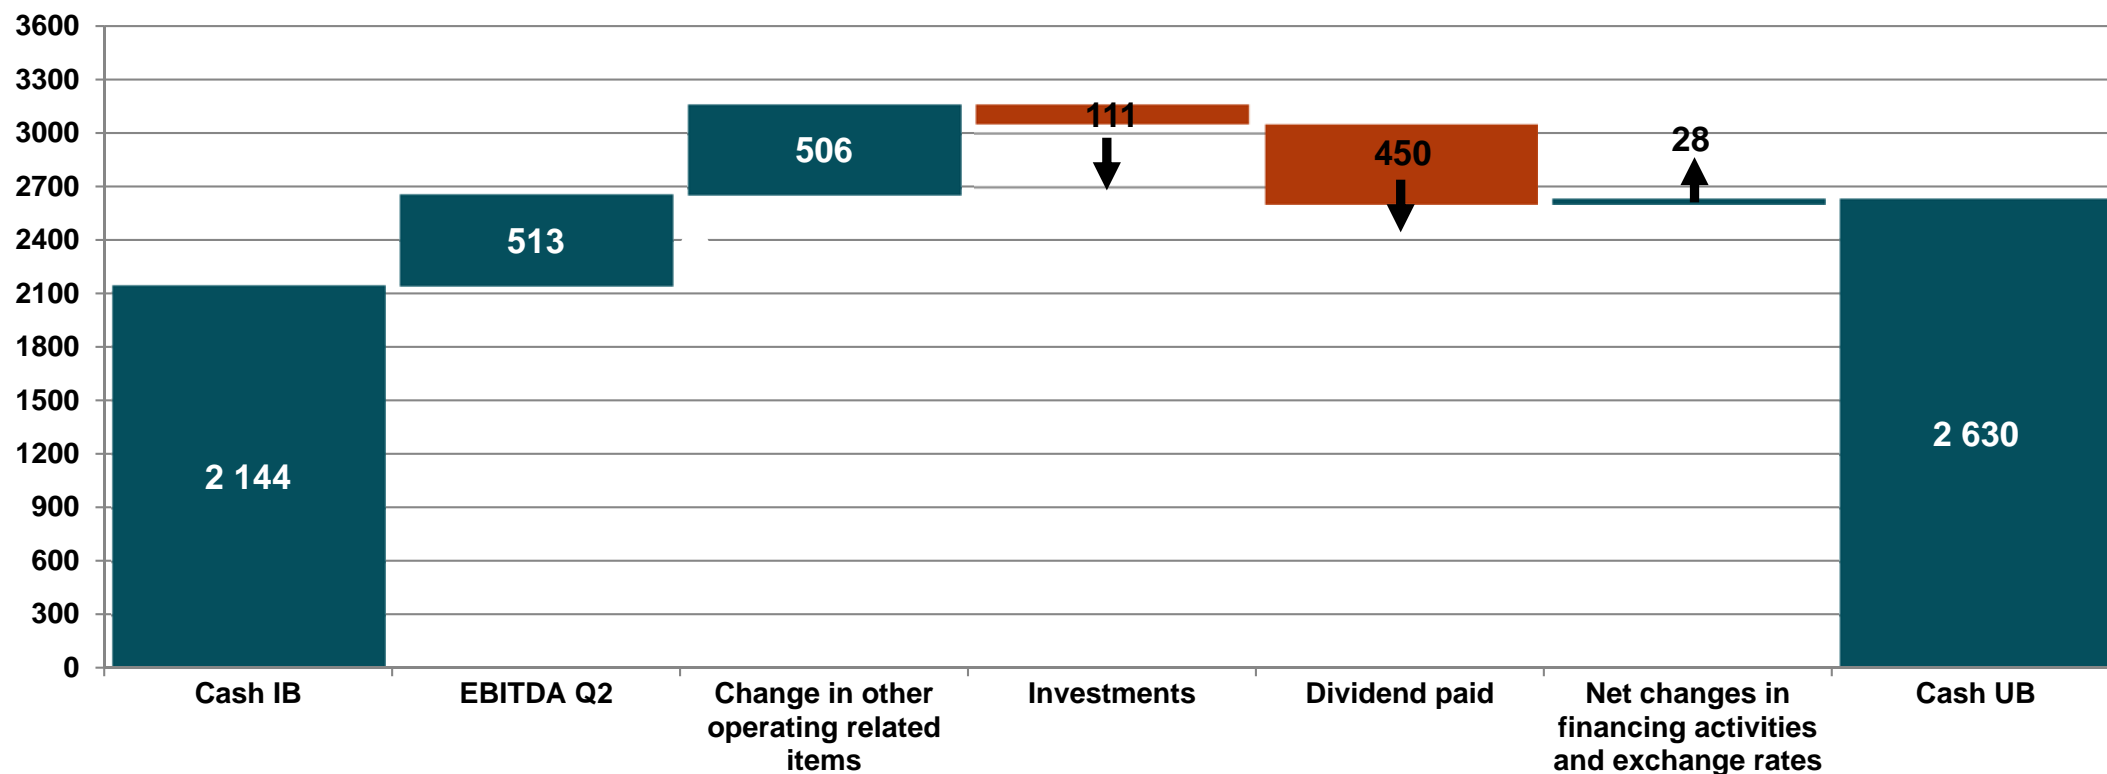 3600
3300
3000
2700
2400
2100
1800
1500
1200
900
600
300
0
2 144
513
506
111
450
28
2 630
Cash IB
EBITDA Q2
Change in other
operating related
items
Investments
Dividend paid
Net changes in
financing activities
and exchange rates
Cash UB